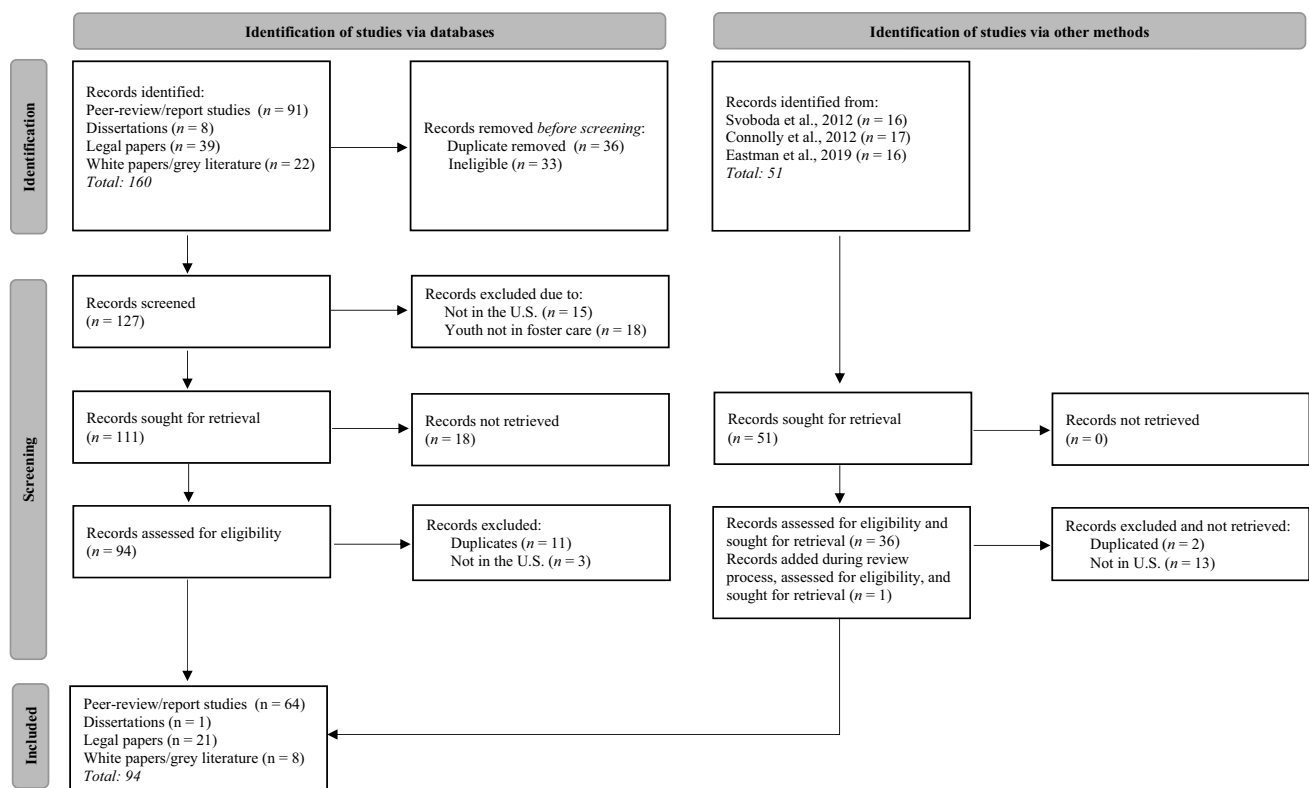 Identification of studies via databases
Identification of studies via other methods
Identification
Records identified:
Peer-review/report studies (n = 91)
Dissertations (n = 8)
Legal papers (n = 39)
White papers/grey literature (n = 22)
Total: 160
Records removed before screening:
Duplicate removed (n = 36)
Ineligible (n = 33)
Records identified from:
Svoboda et al., 2012 (n = 16)
Connolly et al., 2012 (n = 17)
Eastman et al., 2019 (n = 16)
Total: 51
Screening
Records screened
(n = 127)
Records excluded due to:
Not in the U.S. (n = 15)
Youth not in foster care (n = 18)
Records sought for retrieval
(n = 111)
Records not retrieved
(n = 18)
Records sought for retrieval
(n = 51)
Records not retrieved
(n = 0)
Records assessed for eligibility
(n = 94)
Records excluded:
Duplicates (n = 11)
Not in the U.S. (n = 3)
Records assessed for eligibility and
sought for retrieval (n = 36)
Records added during review
process, assessed for eligibility, and
sought for retrieval (n = 1)
Records excluded and not retrieved:
Duplicated (n = 2)
Not in U.S. (n = 13)
Included
Peer-review/report studies (n = 64)
Dissertations (n = 1)
Legal papers (n = 21)
White papers/grey literature (n = 8)
Total: 94